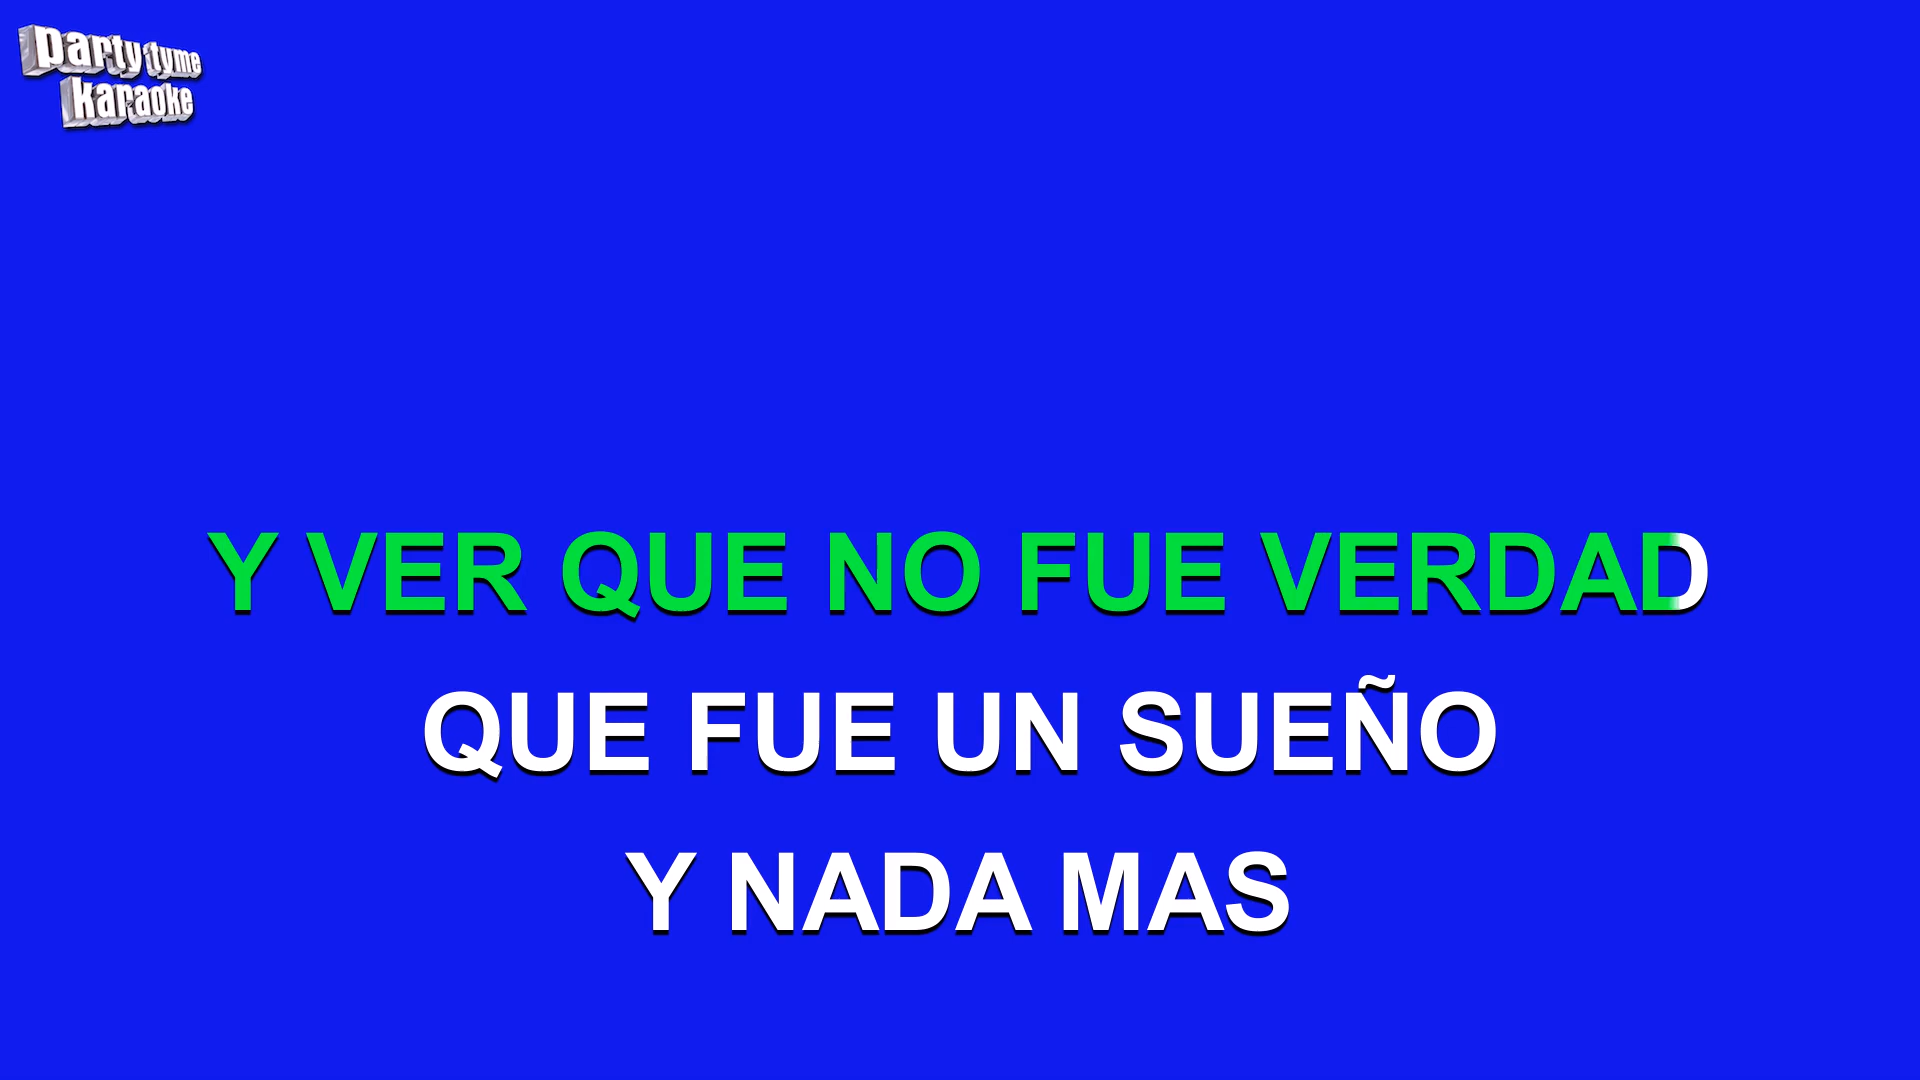 party tyme
karaoke
Y VER QUE NO FUE VERDAD
QUE FUE UN SUEÑO
Y NADA MAS